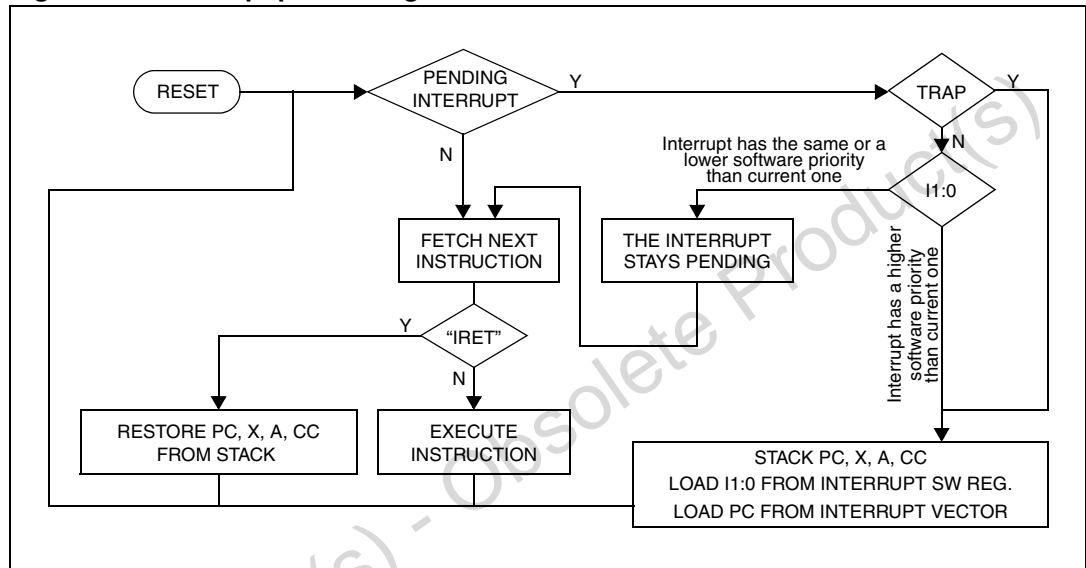 RESET
PENDING
INTERRUPT
Y
TRAP
Y
N
N
Interrupt has the same or a
lower software priority
than current one
I1:0
FETCH NEXT
INSTRUCTION
THE INTERRUPT
STAYS PENDING
Interrupt has a higher
software priority
than current one
Y
“IRET”
N
RESTORE PC, X, A, CC
FROM STACK
EXECUTE
INSTRUCTION
STACK PC, X, A, CC
LOAD I1:0 FROM INTERRUPT SW REG.
LOAD PC FROM INTERRUPT VECTOR
(s) - Obsolete Product(s)